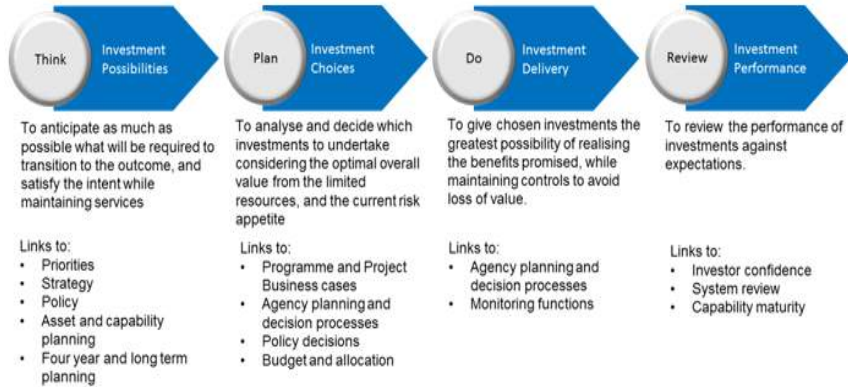 Think
Investment
Possibilities
To anticipate as much as
possible what will be required to
transition to the outcome, and
satisfy the intent while
maintaining services
Links to:
• Priorities
• Strategy
• Policy
• Asset and capability
planning
• Four year and long term
planning
Plan
Investment
Choices
To analyse and decide which
investments to undertake
considering the optimal overall
value from the limited
resources, and the current risk
appetite
Links to:
• Programme and Project
Business cases
• Agency planning and
decision processes
• Policy decisions
• Budget and allocation
Do
Investment
Delivery
To give chosen investments the
greatest possibility of realising
the benefits promised, while
maintaining controls to avoid
loss of value.
Links to:
• Agency planning and
decision processes
• Monitoring functions
Review
Investment
Performance
To review the performance of
investments against
expectations.
Links to:
• Investor confidence
• System review
• Capability maturity